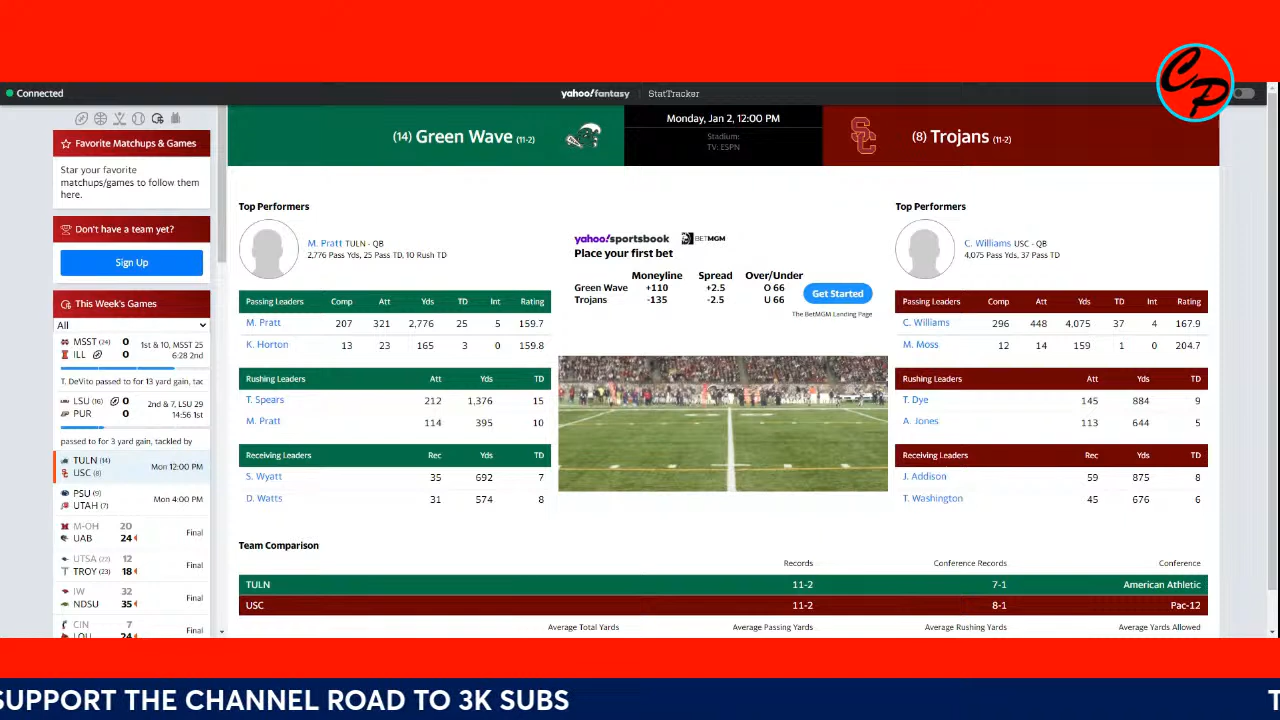 CP
Connected
yahoo!fantasy StatTracker
Favorite Matchups & Games
Star your favorite
matchups/games to follow them
here.
Don't have a team yet?
Sign Up
This Week's Games
All
MSST (24) 0 1st & 10, MSST 25
ILL 0 6:28 2nd
T. DeVito passed to for 13 yard gain, tac
LSU (16) 0 2nd & 7, LSU 29
PUR 0 14:56 1st
passed to for 3 yard gain, tackled by
TULN (14) Mon 12:00 PM
USC (8)
PSU (9) Mon 4:00 PM
UTAH (7)
M-OH 20 Final
UAB 24
UTSA (22) 12 Final
TROY (23) 18
IW 32 Final
NDSU 35
CIN 7 Final
LOU 24
(14) Green Wave (11-2)
Monday, Jan 2, 12:00 PM
Stadium:
TV: ESPN
SC
(8) Trojans (11-2)
Top Performers
M. Pratt TULN - QB
2,776 Pass Yds, 25 Pass TD, 10 Rush TD
Passing Leaders Comp Att Yds TD Int Rating
M. Pratt 207 321 2,776 25 5 159.7
K. Horton 13 23 165 3 0 159.8
Rushing Leaders Att Yds TD
T. Spears 212 1,376 15
M. Pratt 114 395 10
Receiving Leaders Rec Yds TD
S. Wyatt 35 692 7
D. Watts 31 574 8
yahoo!sportsbook BETMGM
Place your first bet
Moneyline Spread Over/Under
Green Wave +110 +2.5 O 66
Trojans -135 -2.5 U 66
Get Started
The BetMGM Landing Page
Top Performers
C. Williams USC - QB
4,075 Pass Yds, 37 Pass TD
Passing Leaders Comp Att Yds TD Int Rating
C. Williams 296 448 4,075 37 4 167.9
M. Moss 12 14 159 1 0 204.7
Rushing Leaders Att Yds TD
T. Dye 145 884 9
A. Jones 113 644 5
Receiving Leaders Rec Yds TD
J. Addison 59 875 8
T. Washington 45 676 6
Team Comparison
Records Conference Records Conference
TULN 11-2 7-1 American Athletic
USC 11-2 8-1 Pac-12
Average Total Yards Average Passing Yards Average Rushing Yards Average Yards Allowed
SUPPORT THE CHANNEL ROAD TO 3K SUBS T